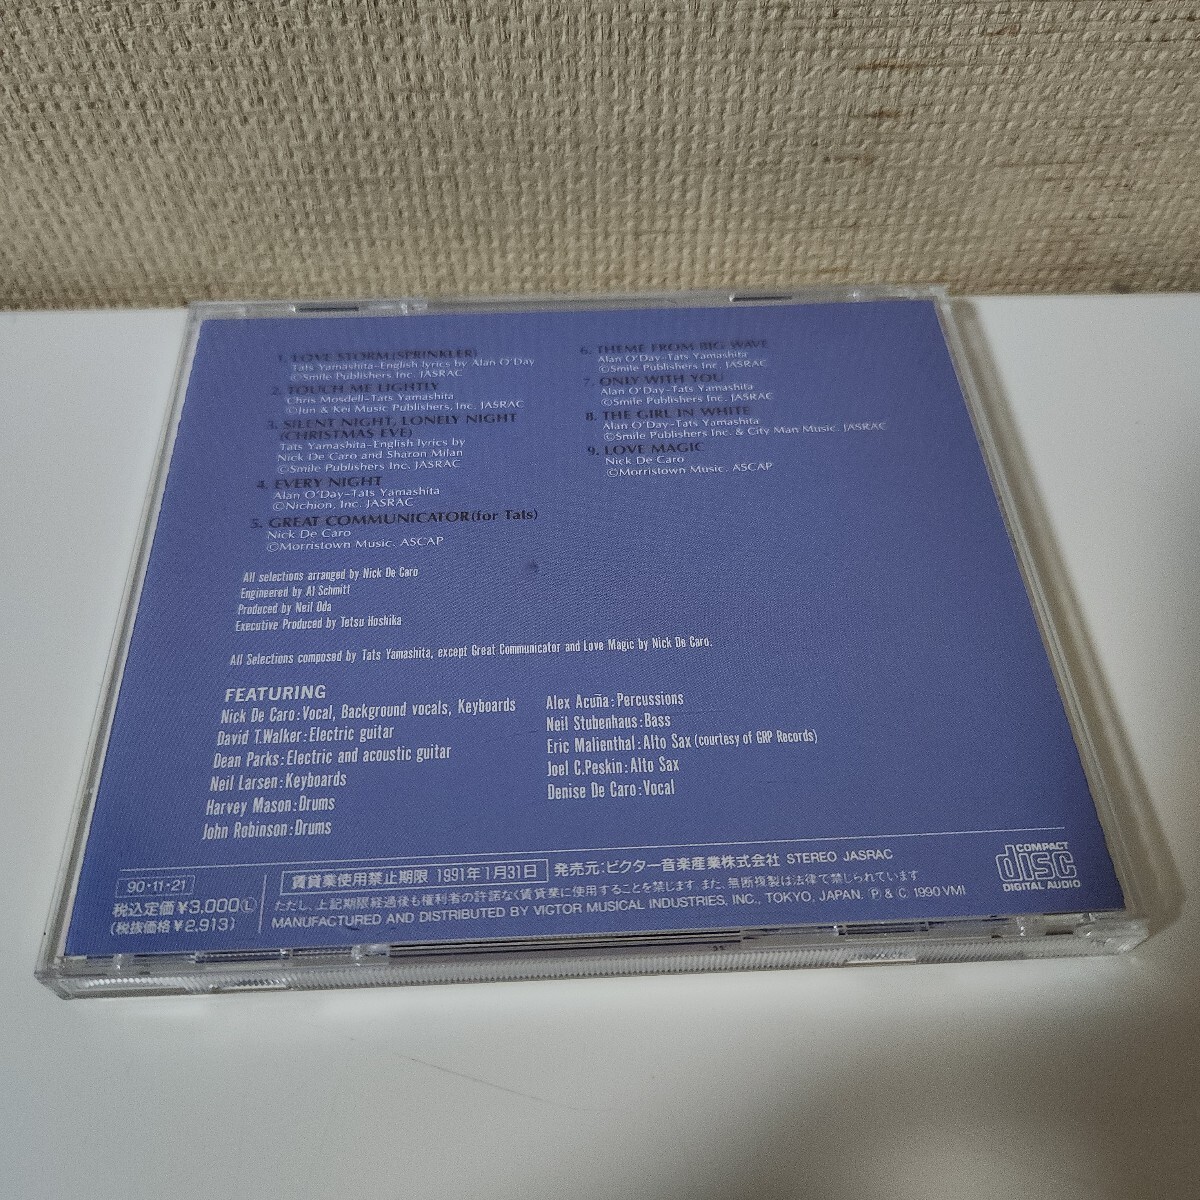 1. LOVE STORM (SPRINKLER)
Tats Yamashita–English lyrics by Alan O'Day
©Smile Publishers Inc. JASRAC
2. TOUCH ME LIGHTLY
Chris Mosdell–Tats Yamashita
©Jun & Kei Music Publishers, Inc. JASRAC
3. SILENT NIGHT, LONELY NIGHT
(CHRISTMAS EVE)
Tats Yamashita–English lyrics by
Nick De Caro and Sharon Milan
©Smile Publishers Inc. JASRAC
4. EVERY NIGHT
Alan O'Day–Tats Yamashita
©Nichion, Inc. JASRAC
5. GREAT COMMUNICATOR (for Tats)
Nick De Caro
©Morristown Music. ASCAP
6. THEME FROM BIG WAVE
Alan O'Day–Tats Yamashita
©Smile Publishers Inc. JASRAC
7. ONLY WITH YOU
Alan O'Day–Tats Yamashita
©Smile Publishers Inc. JASRAC
8. THE GIRL IN WHITE
Alan O'Day–Tats Yamashita
©Smile Publishers Inc. & City Man Music. JASRAC
9. LOVE MAGIC
Nick De Caro
©Morristown Music. ASCAP
All selections arranged by Nick De Caro
Engineered by Al Schmitt
Produced by Neil Oda
Executive Produced by Tetsu Hoshika
All Selections composed by Tats Yamashita, except Great Communicator and Love Magic by Nick De Caro.
FEATURING
Nick De Caro:Vocal, Background vocals, Keyboards
David T.Walker:Electric guitar
Dean Parks:Electric and acoustic guitar
Neil Larsen:Keyboards
Harvey Mason:Drums
John Robinson:Drums
Alex Acuña:Percussions
Neil Stubenhaus:Bass
Eric Malienthal:Alto Sax (courtesy of GRP Records)
Joel C.Peskin:Alto Sax
Denise De Caro:Vocal
90・11・21
税込定価¥3,000Ⓛ
(税抜価格¥2,913)
賃貸業使用禁止期限 1991年1月31日 発売元:ビクター音楽産業株式会社 STEREO JASRAC
ただし、上記期限経過後も権利者の許諾なく賃貸業に使用することを禁します。また、無断複製は法律で禁じられています
MANUFACTURED AND DISTRIBUTED BY VICTOR MUSICAL INDUSTRIES, INC., TOKYO, JAPAN. Ⓟ & © 1990 VMI
COMPACT
disc
DIGITAL AUDIO